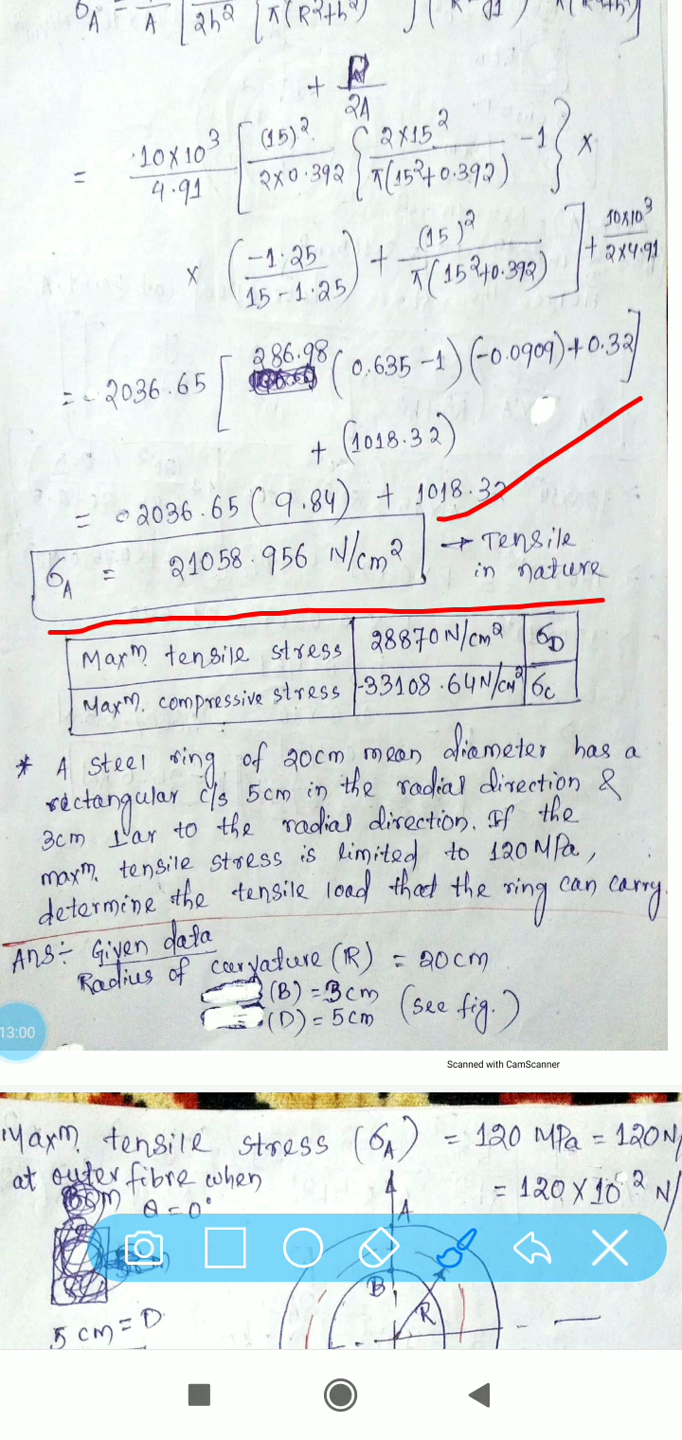 σA = A [ 2h² { π(R²+h²)
+ P/2A
= 10×10³/4.91 [ (15)²/2×0.392 { 2×15²/π(15²+0.392) -1 } ×
× ( -1.25/15-1.25 ) + (15)²/π(15²+0.392) ] + 10×10³/2×4.91
= 2036.65 [ 286.98 ( 0.635-1 ) (-0.0909)+0.32 ]
+ (1018.32)
= 2036.65 ( 9.84 ) + 1018.32
σA = 21058.956 N/cm² → Tensile
in nature
Maxm. tensile stress 28870 N/cm² σD
Maxm. compressive stress -33108.64 N/cm² σC
* A steel ring of 20cm mean diameter has a
rectangular c/s 5cm in the radial direction &
3cm ⊥ar to the radial direction. If the
maxm. tensile stress is limited to 120 MPa,
determine the tensile load that the ring can carry.
Ans:- Given data
Radius of curvature (R) = 20cm
(B) = 3cm (see fig.)
(D) = 5cm
13:00
Scanned with CamScanner
Maxm. tensile stress (σA) = 120 MPa = 120 N/
at outer fibre when = 120×10² N/
θ = 0°
A
B
R
5 cm = D